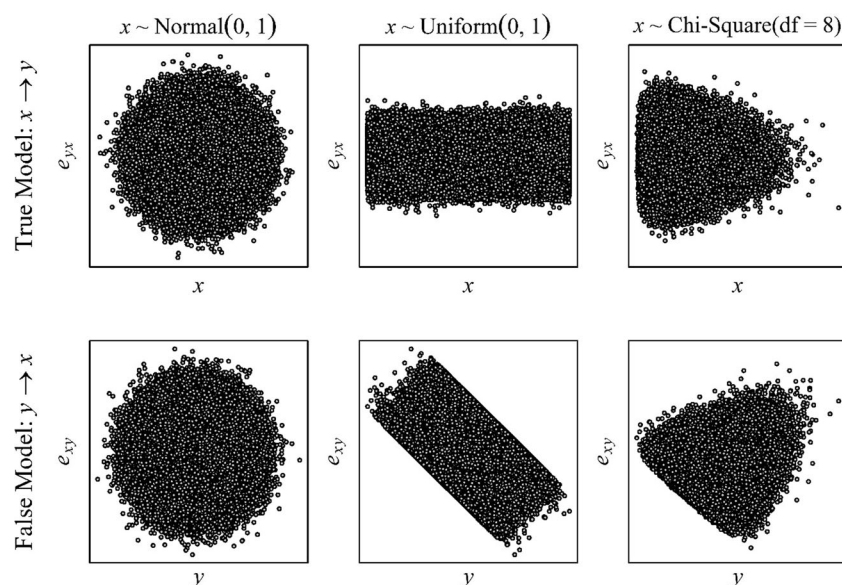 x ~ Normal(0, 1)
x ~ Uniform(0, 1)
x ~ Chi-Square(df = 8)
True Model: x → y
e_yx
e_yx
e_yx
x
x
x
False Model: y → x
e_xy
e_xy
e_xy
y
y
y